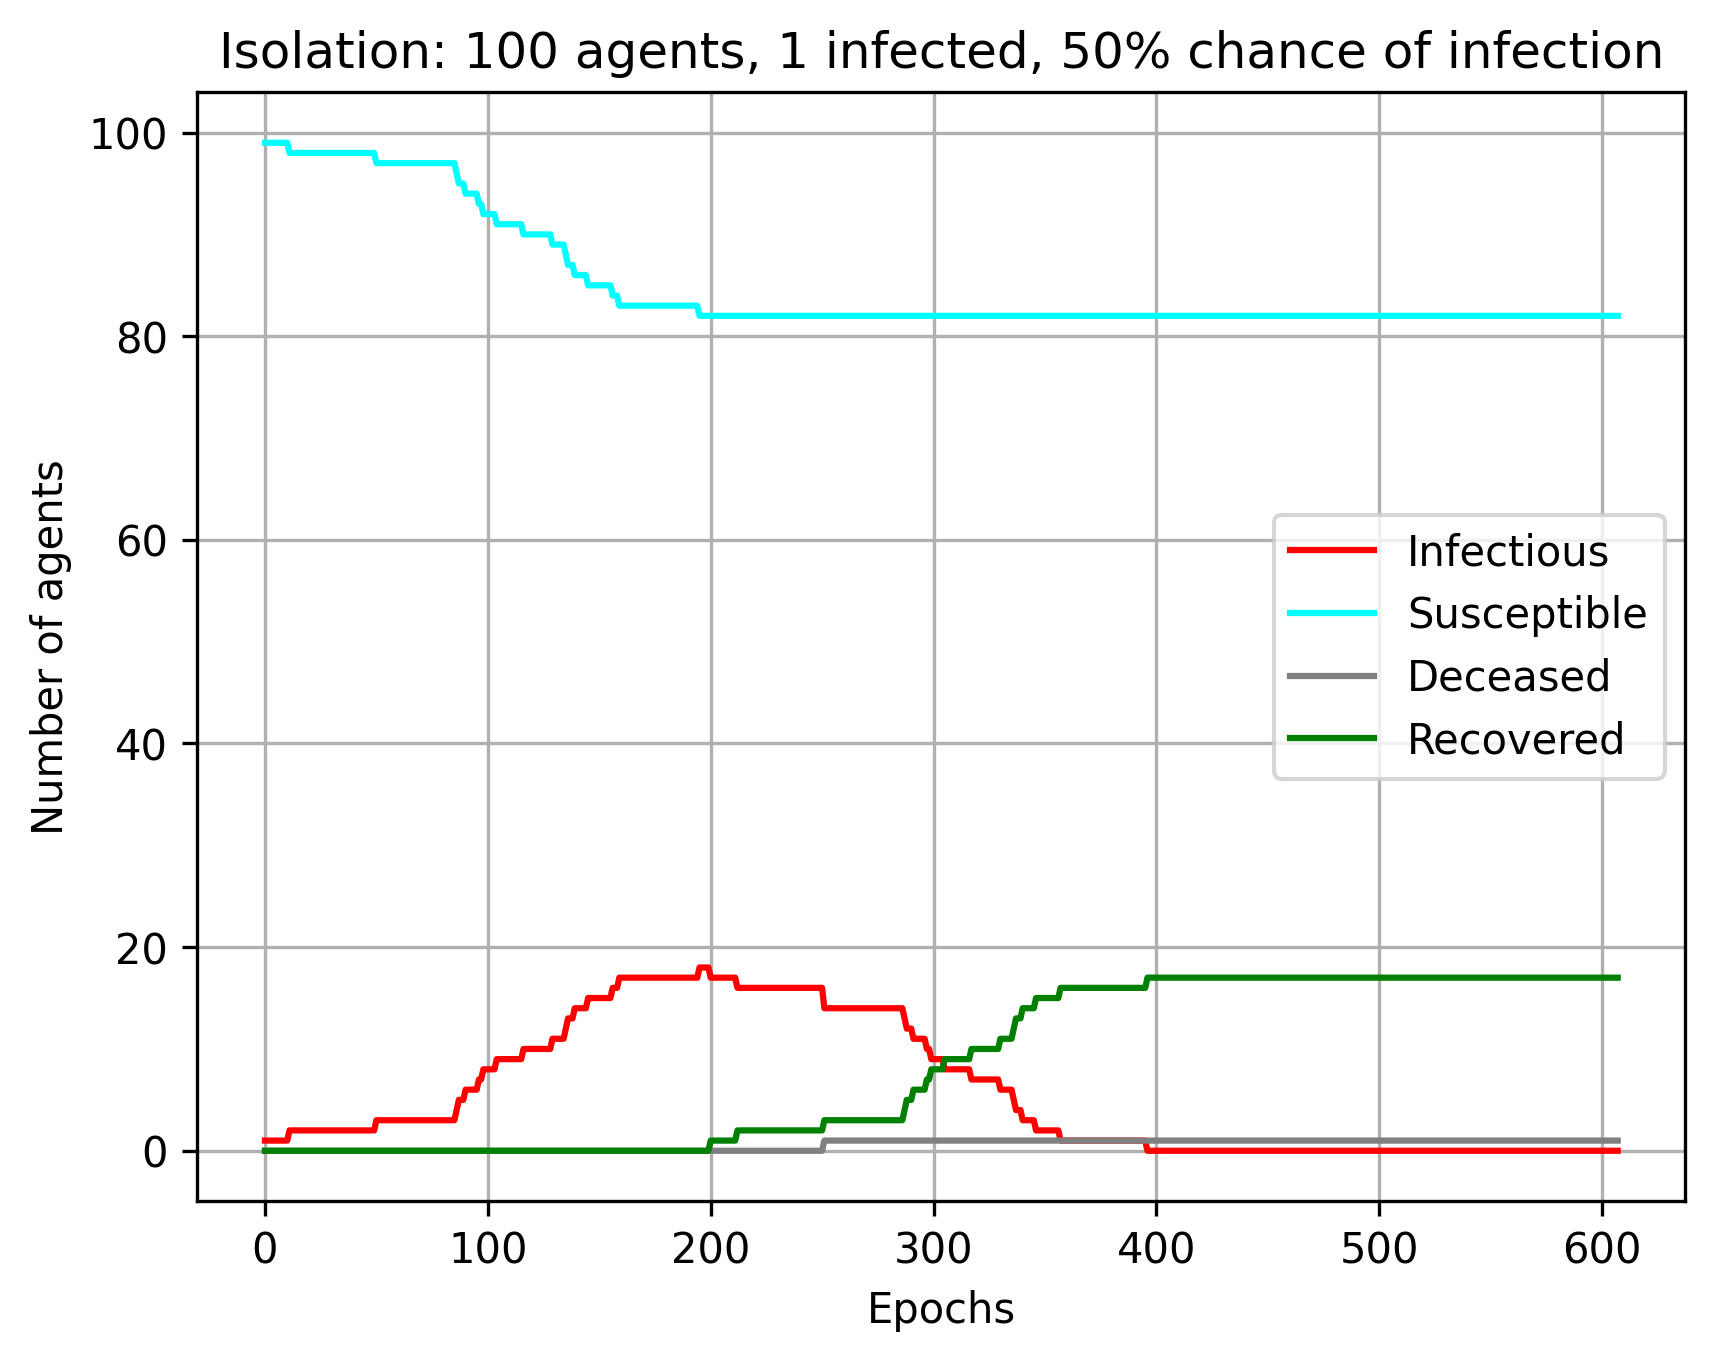 Isolation: 100 agents, 1 infected, 50% chance of infection
100
80
60
40
20
0
Number of agents
Infectious
Susceptible
Deceased
Recovered
0 100 200 300 400 500 600
Epochs